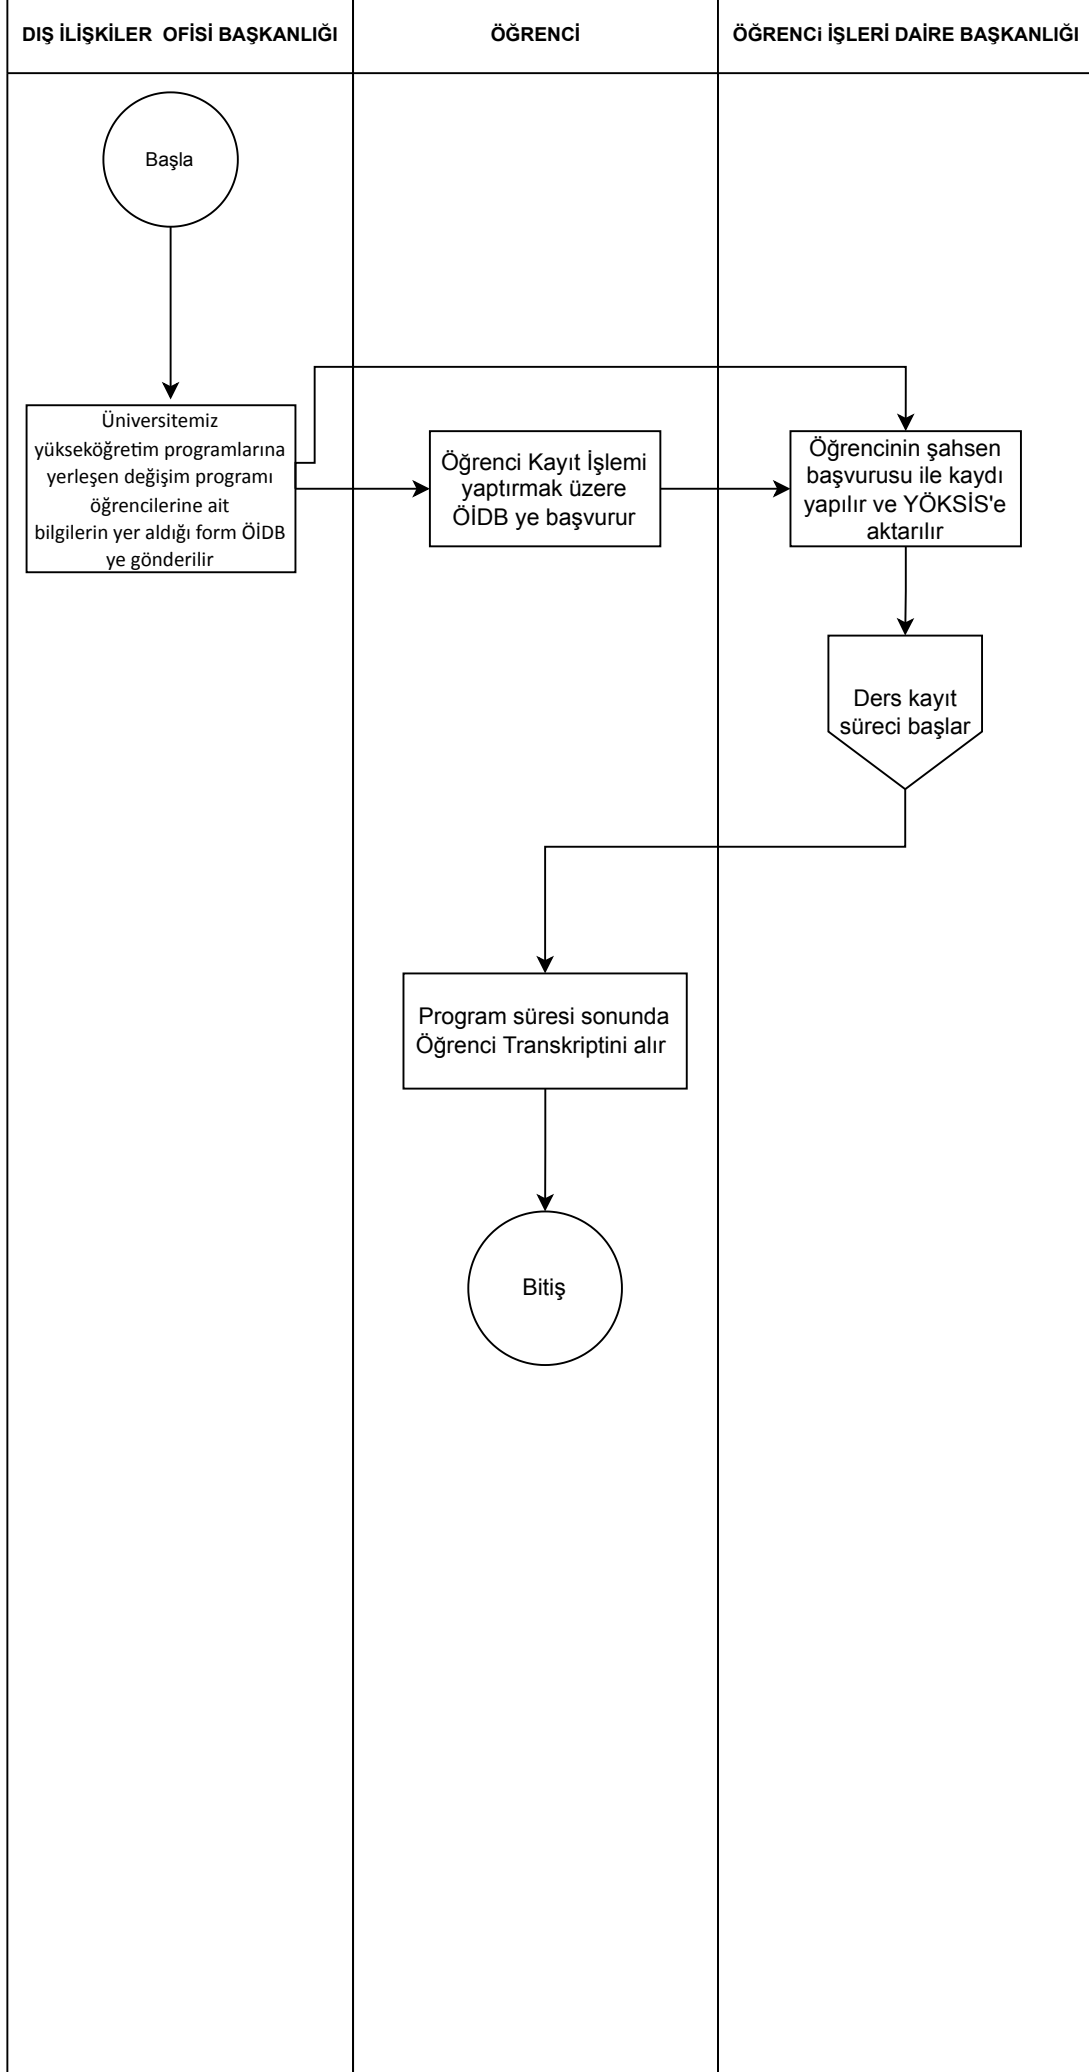 DIŞ İLİŞKİLER  OFİSİ BAŞKANLIĞI
ÖĞRENCİ
ÖĞRENCi İŞLERİ DAİRE BAŞKANLIĞI
Başla
Üniversitemiz
yükseköğretim programlarına
yerleşen değişim programı
öğrencilerine ait
bilgilerin yer aldığı form ÖİDB
ye gönderilir
Öğrenci Kayıt İşlemi
yaptırmak üzere
ÖİDB ye başvurur
Öğrencinin şahsen
başvurusu ile kaydı
yapılır ve YÖKSİS'e
aktarılır
Ders kayıt
süreci başlar
Program süresi sonunda
Öğrenci Transkriptini alır
Bitiş